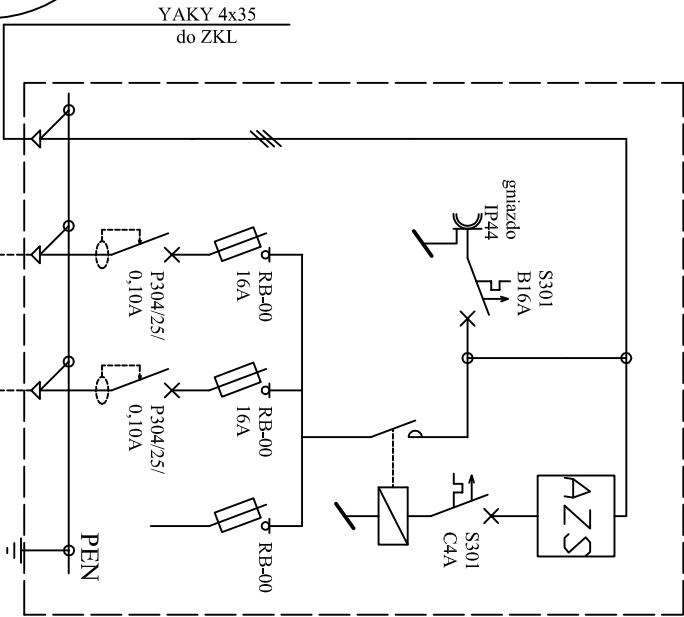 YAKY 4x35
do ZKL
gniazdo
IP44
S301
B16A
RB-00
16A
P304/25/
0,10A
RB-00
16A
P304/25/
0,10A
RB-00
S301
C4A
AZS
PEN